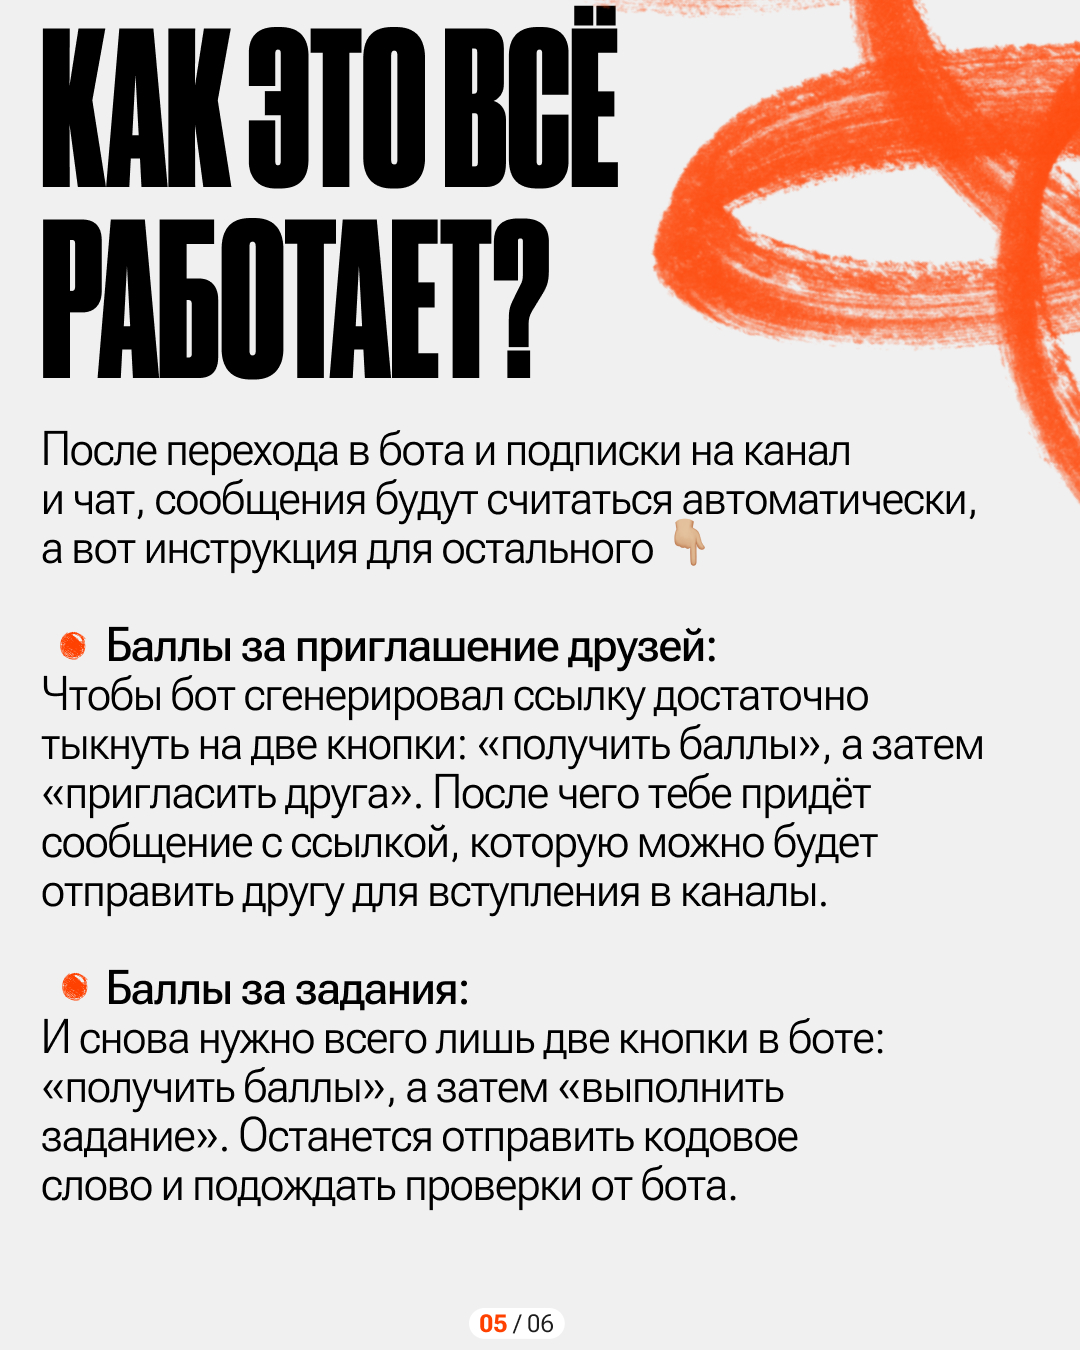 КАК ЭТО ВСЁ
РАБОТАЕТ?
После перехода в бота и подписки на канал
и чат, сообщения будут считаться автоматически,
а вот инструкция для остального 👇🏼
Баллы за приглашение друзей:
Чтобы бот сгенерировал ссылку достаточно
тыкнуть на две кнопки: «получить баллы», а затем
«пригласить друга». После чего тебе придёт
сообщение с ссылкой, которую можно будет
отправить другу для вступления в каналы.
Баллы за задания:
И снова нужно всего лишь две кнопки в боте:
«получить баллы», а затем «выполнить
задание». Останется отправить кодовое
слово и подождать проверки от бота.
05 / 06